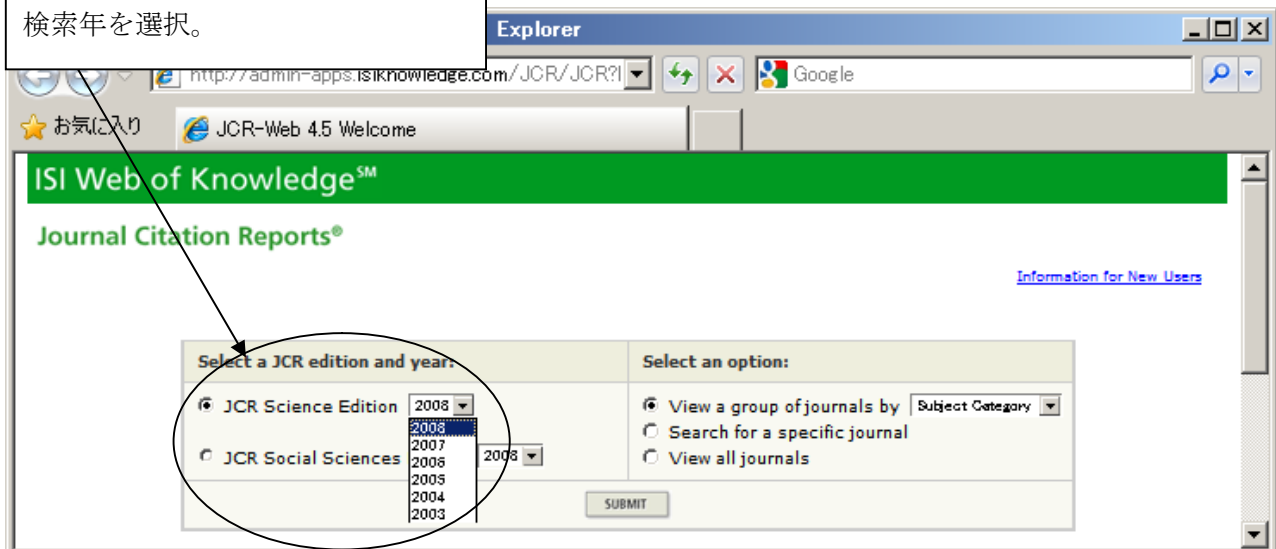 検索年を選択。
Explorer
http://admin-apps.isiknowledge.com/JCR/JCR?
Google
お気に入り
JCR-Web 4.5 Welcome
ISI Web of Knowledge℠
Journal Citation Reports®
Information for New Users
Select a JCR edition and year:
Select an option:
JCR Science Edition 2008
View a group of journals by Subject Category
2008
Search for a specific journal
2007
JCR Social Sciences 2006 2008
View all journals
2005
2004
SUBMIT
2003